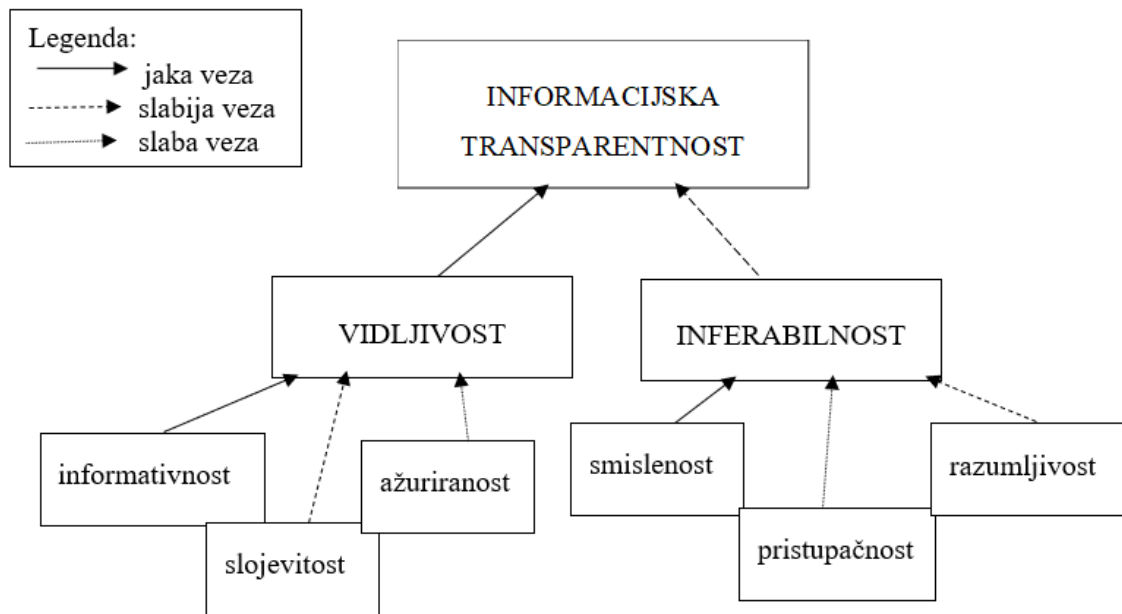 Legenda:
jaka veza
slabija veza
slaba veza
INFORMACIJSKA
TRANSPARENTNOST
VIDLJIVOST
INFERABILNOST
informativnost
slojevitost
ažuriranost
smislenost
pristupačnost
razumljivost